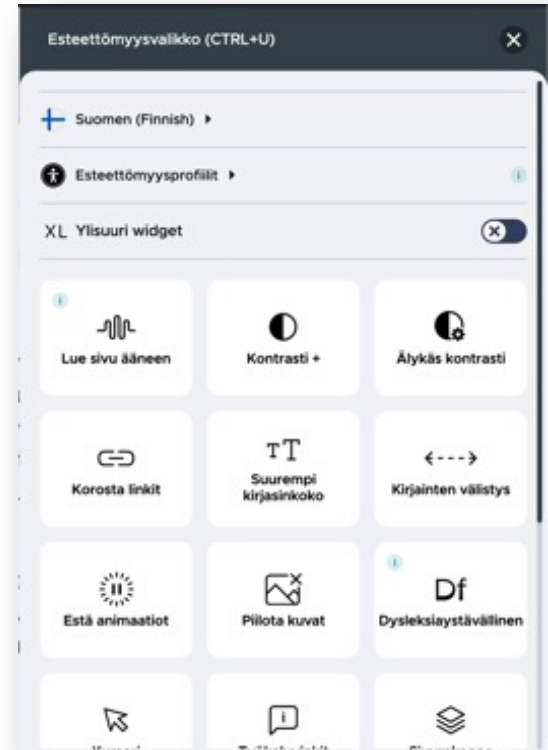 Esteettömyysvalikko (CTRL+U)
Suomen (Finnish)
Esteettömyysprofiilit
XL Ylisuuri widget
Lue sivu ääneen
Kontrasti +
Älykäs kontrasti
Korosta linkit
TT
Suurempi
kirjasinkoko
Kirjainten välistys
Estä animaatiot
Piilota kuvat
Df
Dysleksiaystävällinen